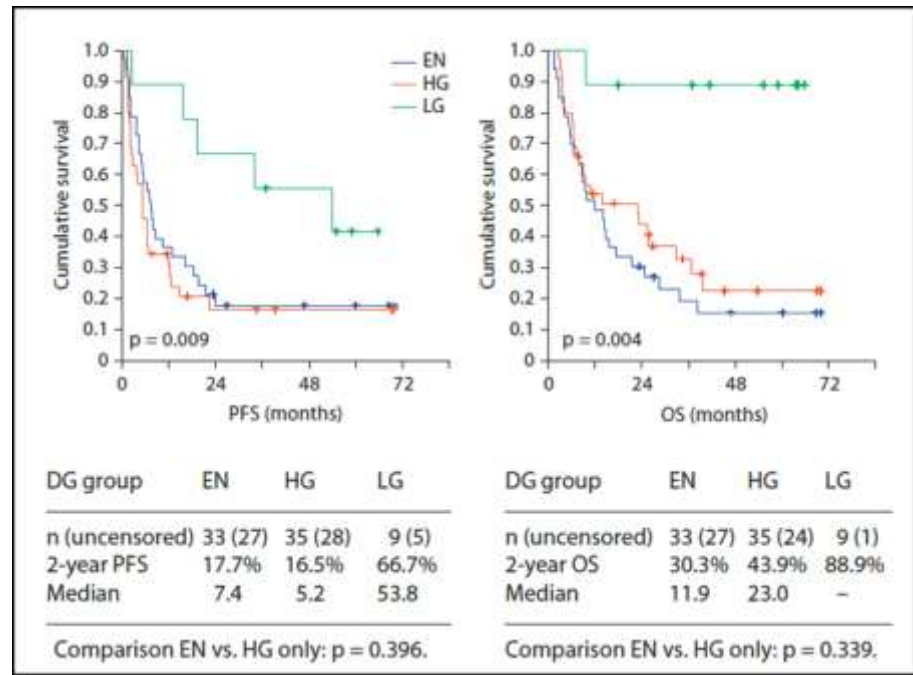 1.0
0.9
0.8
0.7
0.6
0.5
0.4
0.3
0.2
0.1
0
Cumulative survival
EN
HG
LG
p = 0.009
0 24 48 72
PFS (months)
1.0
0.9
0.8
0.7
0.6
0.5
0.4
0.3
0.2
0.1
0
Cumulative survival
p = 0.004
0 24 48 72
OS (months)
DG group EN HG LG
n (uncensored) 33 (27) 35 (28) 9 (5)
2-year PFS 17.7% 16.5% 66.7%
Median 7.4 5.2 53.8
Comparison EN vs. HG only: p = 0.396.
DG group EN HG LG
n (uncensored) 33 (27) 35 (24) 9 (1)
2-year OS 30.3% 43.9% 88.9%
Median 11.9 23.0 –
Comparison EN vs. HG only: p = 0.339.